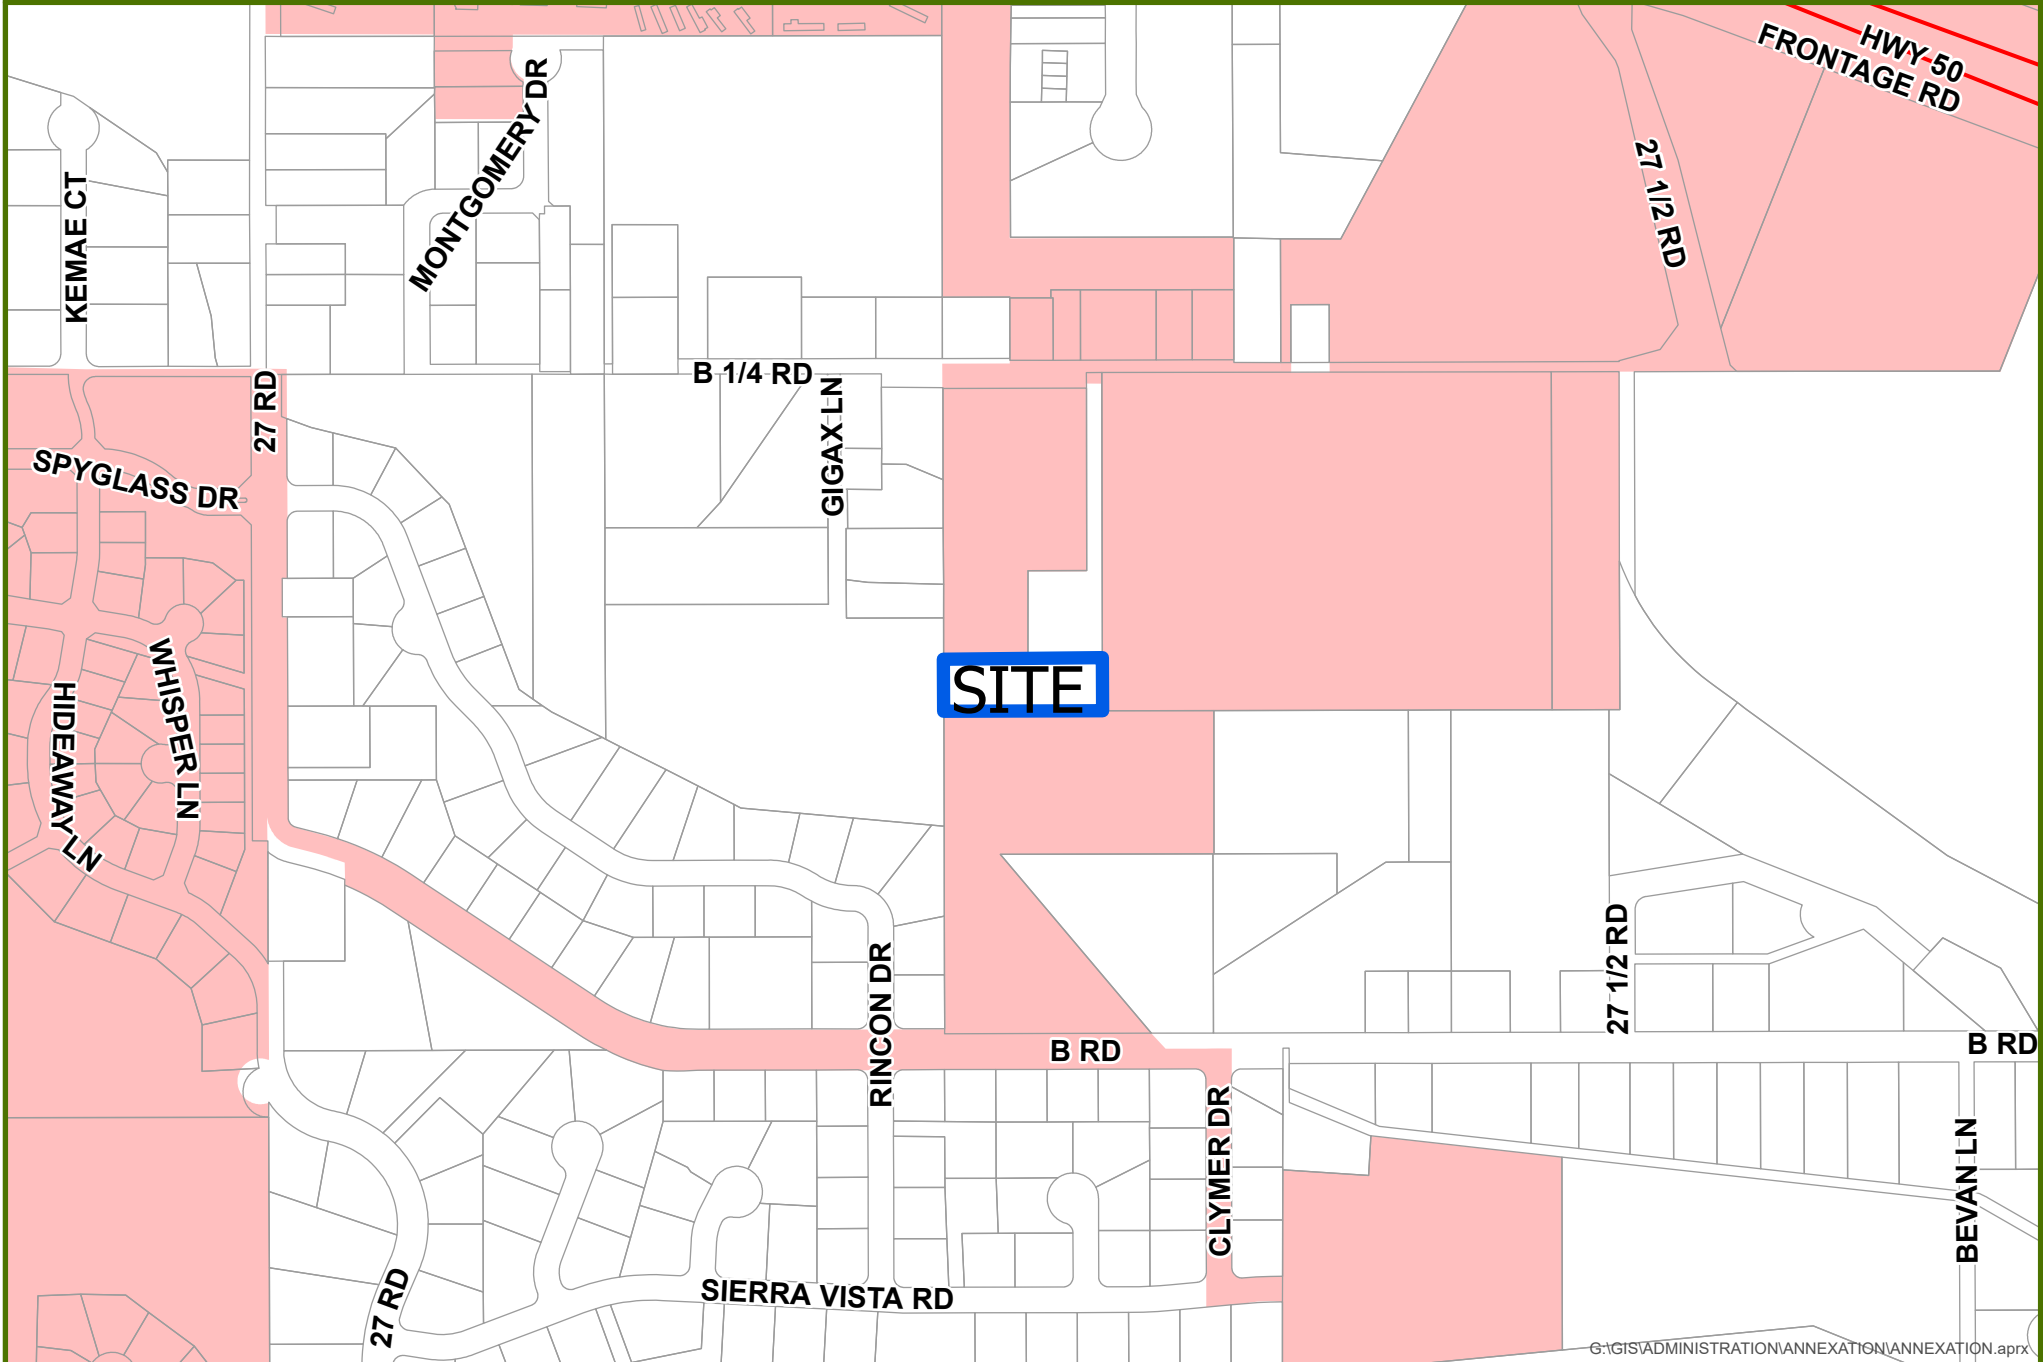 HWY 50
FRONTAGE RD
MONTGOMERY DR
27 1/2 RD
KEMAE CT
B 1/4 RD
27 RD
GIGAX LN
SPYGLASS DR
WHISPER LN
SITE
HIDEAWAY LN
27 1/2 RD
RINCON DR
B RD
B RD
CLYMER DR
BEVAN LN
27 RD
SIERRA VISTA RD
G:\GIS\ADMINISTRATION\ANNEXATION\ANNEXATION.aprx